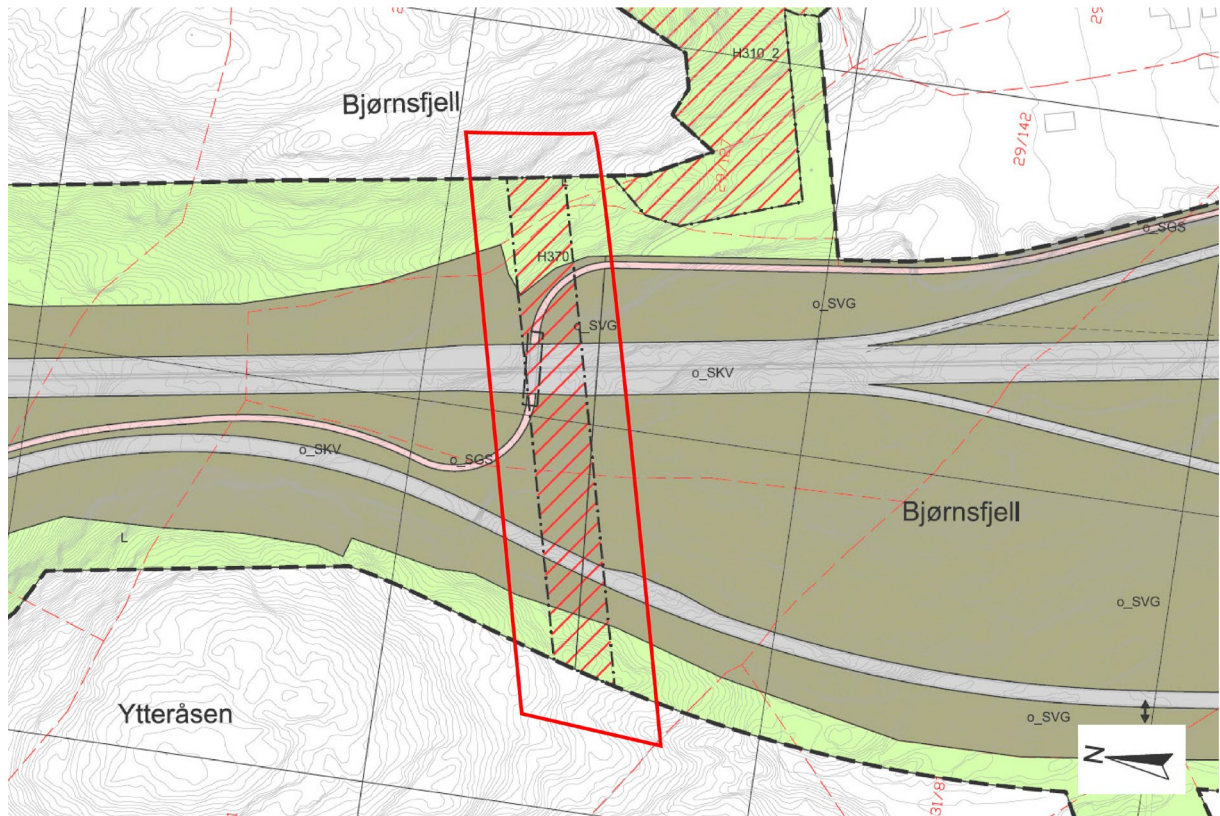 H310_2
Bjørnsfjell
29/142
o_SGS
H370
o_SVG
o_SVG
o_SKV
o_SKV
o_SGS
Bjørnsfjell
L
o_SVG
Ytteråsen
o_SVG
N